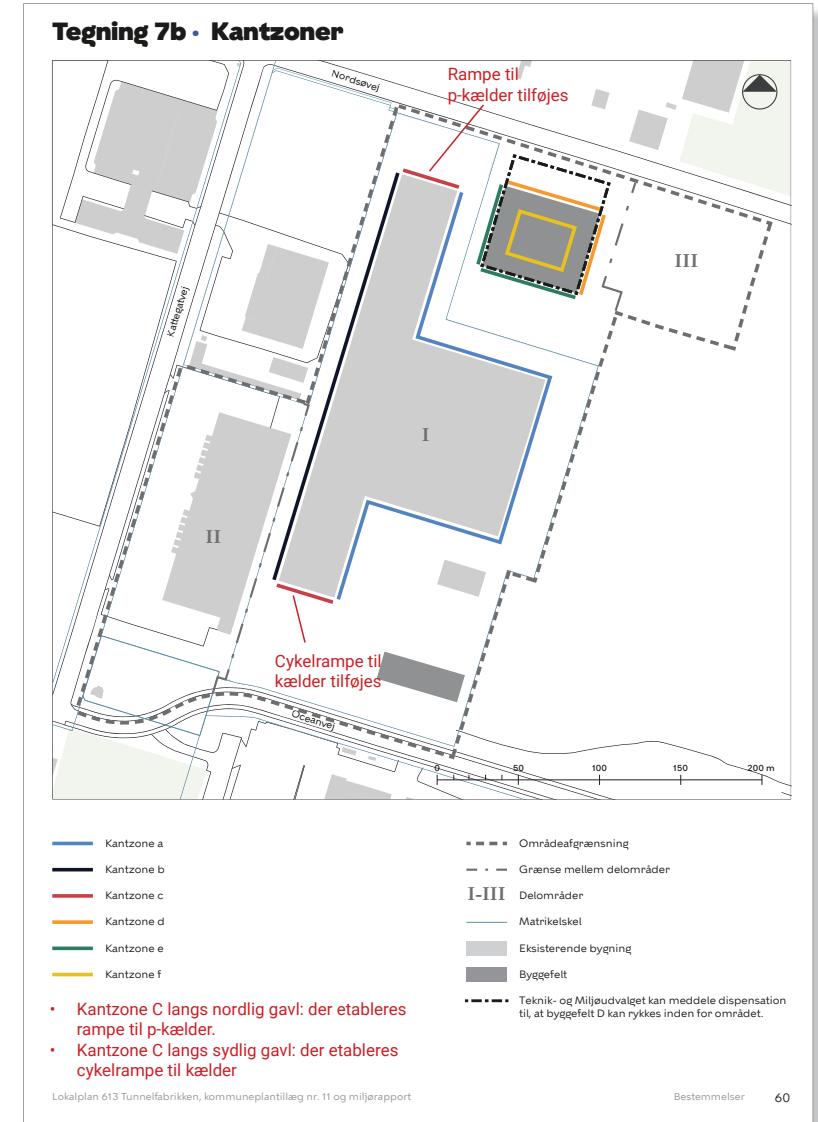 Tegning 7b • Kantzoner
Rampe til
p-kælder tilføjes
Nordsøvej
Kattegatvej
III
I
II
Cykelrampe til
kælder tilføjes
Oceanvej
0 50 100 150 200 m
Kantzone a
Kantzone b
Kantzone c
Kantzone d
Kantzone e
Kantzone f
Områdeafgrænsning
Grænse mellem delområder
I-III Delområder
Matrikelskel
Eksisterende bygning
Byggefelt
Teknik- og Miljøudvalget kan meddele dispensation
til, at byggefelt D kan rykkes inden for området.
• Kantzone C langs nordlig gavl: der etableres
rampe til p-kælder.
• Kantzone C langs sydlig gavl: der etableres
cykelrampe til kælder
Lokalplan 613 Tunnelfabrikken, kommuneplantillæg nr. 11 og miljørapport
Bestemmelser 60